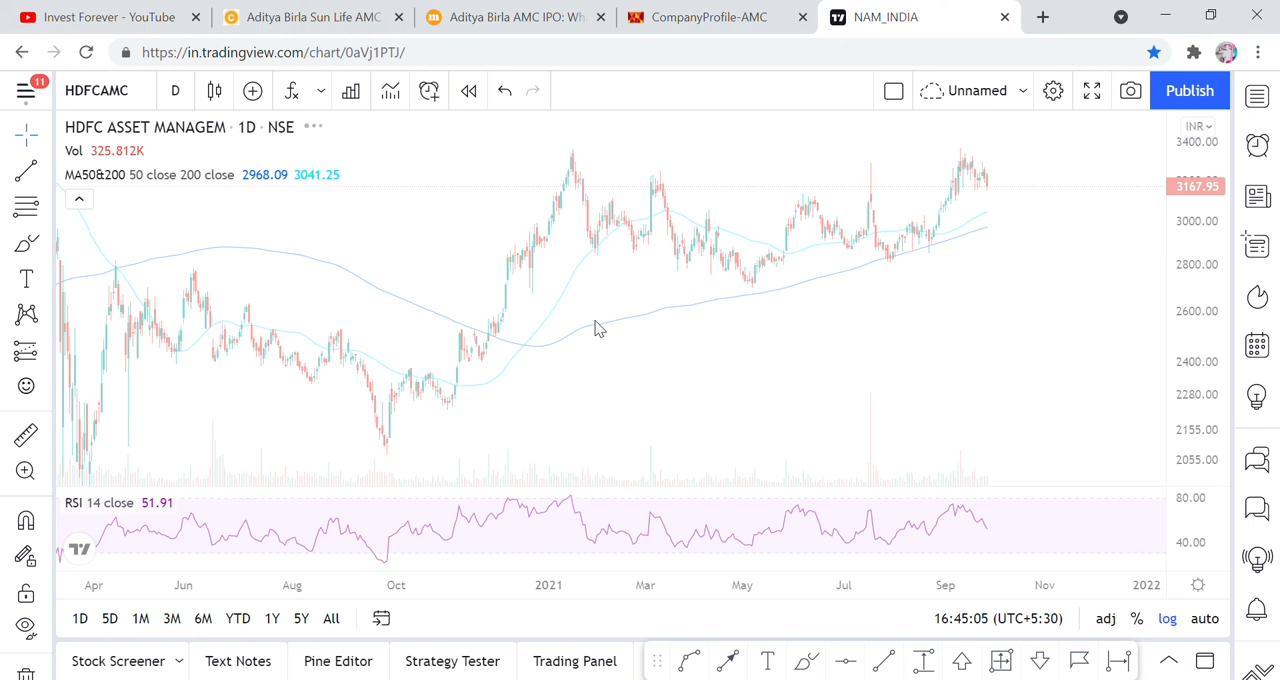 Invest Forever - YouTube
Aditya Birla Sun Life AMC
Aditya Birla AMC IPO: Wh
CompanyProfile-AMC
NAM_INDIA
https://in.tradingview.com/chart/0aVj1PTJ/
11
HDFCAMC
D
Unnamed
Publish
HDFC ASSET MANAGEM · 1D · NSE
Vol 325.812K
MA50&200 50 close 200 close 2968.09 3041.25
INR
3400.00
3167.95
3000.00
2800.00
2600.00
2400.00
2280.00
2155.00
2055.00
RSI 14 close 51.91
80.00
40.00
Apr Jun Aug Oct 2021 Mar May Jul Sep Nov 2022
1D 5D 1M 3M 6M YTD 1Y 5Y All
16:45:05 (UTC+5:30) adj % log auto
Stock Screener Text Notes Pine Editor Strategy Tester Trading Panel